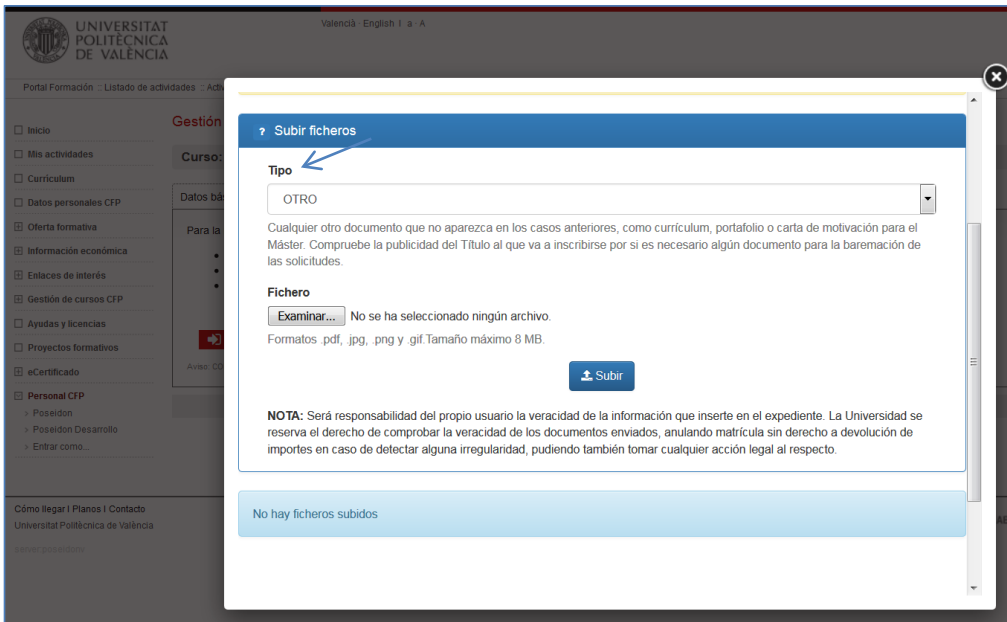 UNIVERSITAT
POLITÈCNICA
DE VALÈNCIA
Valencià · English I a · A
Portal Formación :: Listado de actividades :: Activ
Inicio
Mis actividades
Curriculum
Datos personales CFP
Oferta formativa
Información económica
Enlaces de interés
Gestión de cursos CFP
Ayudas y licencias
Proyectos formativos
eCertificado
Personal CFP
> Poseidon
> Poseidon Desarrollo
> Entrar como...
Gestión
Curso:
Datos bá
Para la
Aviso: CD
? Subir ficheros
Tipo
OTRO
Cualquier otro documento que no aparezca en los casos anteriores, como currículum, portafolio o carta de motivación para el
Máster. Compruebe la publicidad del Título al que va a inscribirse por si es necesario algún documento para la baremación de
las solicitudes.
Fichero
Examinar... No se ha seleccionado ningún archivo.
Formatos .pdf, .jpg, .png y .gif.Tamaño máximo 8 MB.
Subir
NOTA: Será responsabilidad del propio usuario la veracidad de la información que inserte en el expediente. La Universidad se
reserva el derecho de comprobar la veracidad de los documentos enviados, anulando matrícula sin derecho a devolución de
importes en caso de detectar alguna irregularidad, pudiendo también tomar cualquier acción legal al respecto.
No hay ficheros subidos
Cómo llegar I Planos I Contacto
Universitat Politècnica de València